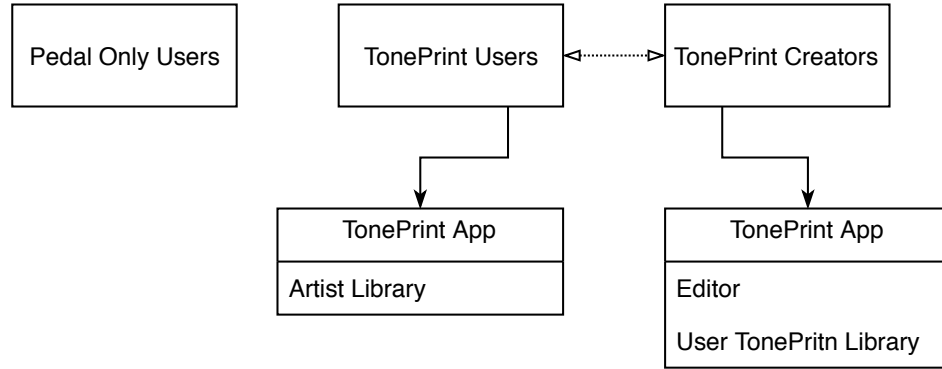 Pedal Only Users
TonePrint Users
TonePrint Creators
TonePrint App
Artist Library
TonePrint App
Editor
User TonePritn Library